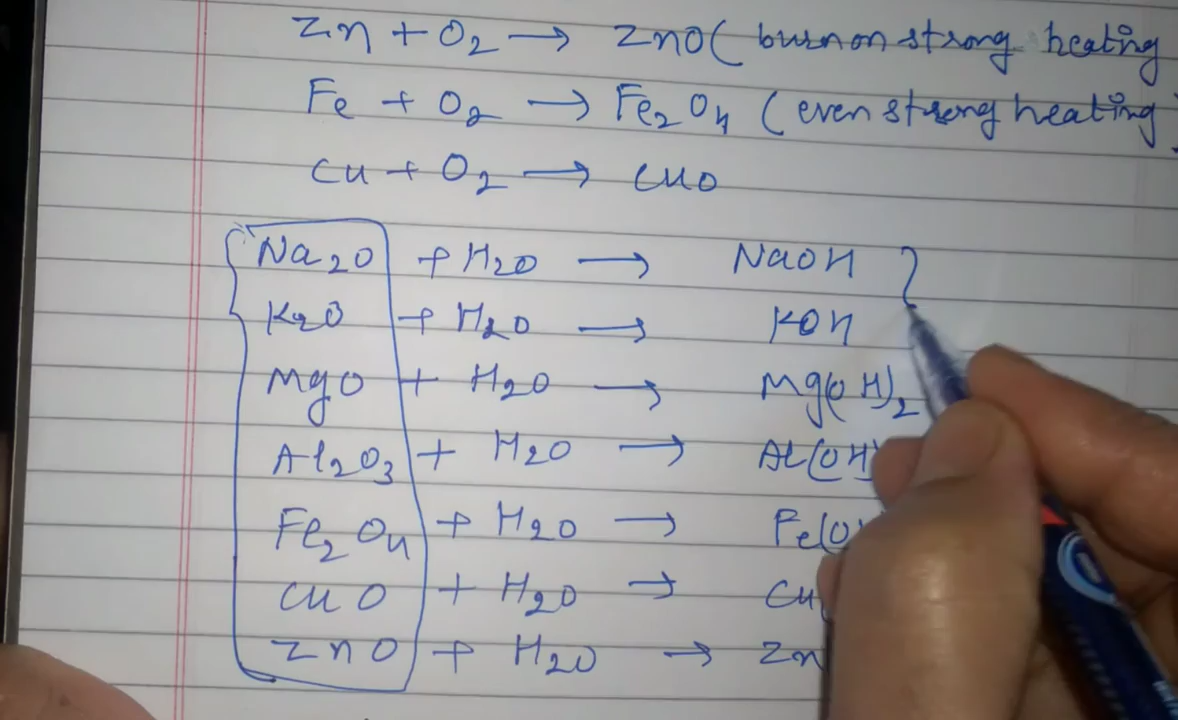 Zn + O2 → ZnO ( burn on strong heating
Fe + O2 → Fe2O4 ( even strong heating )
Cu + O2 → CuO
Na2O + H2O → NaOH
K2O + H2O → KOH
MgO + H2O → Mg(OH)2
Al2O3 + H2O → Al(OH)
Fe2O4 + H2O → Fe(O
CuO + H2O → Cu
ZnO + H2O → Zn